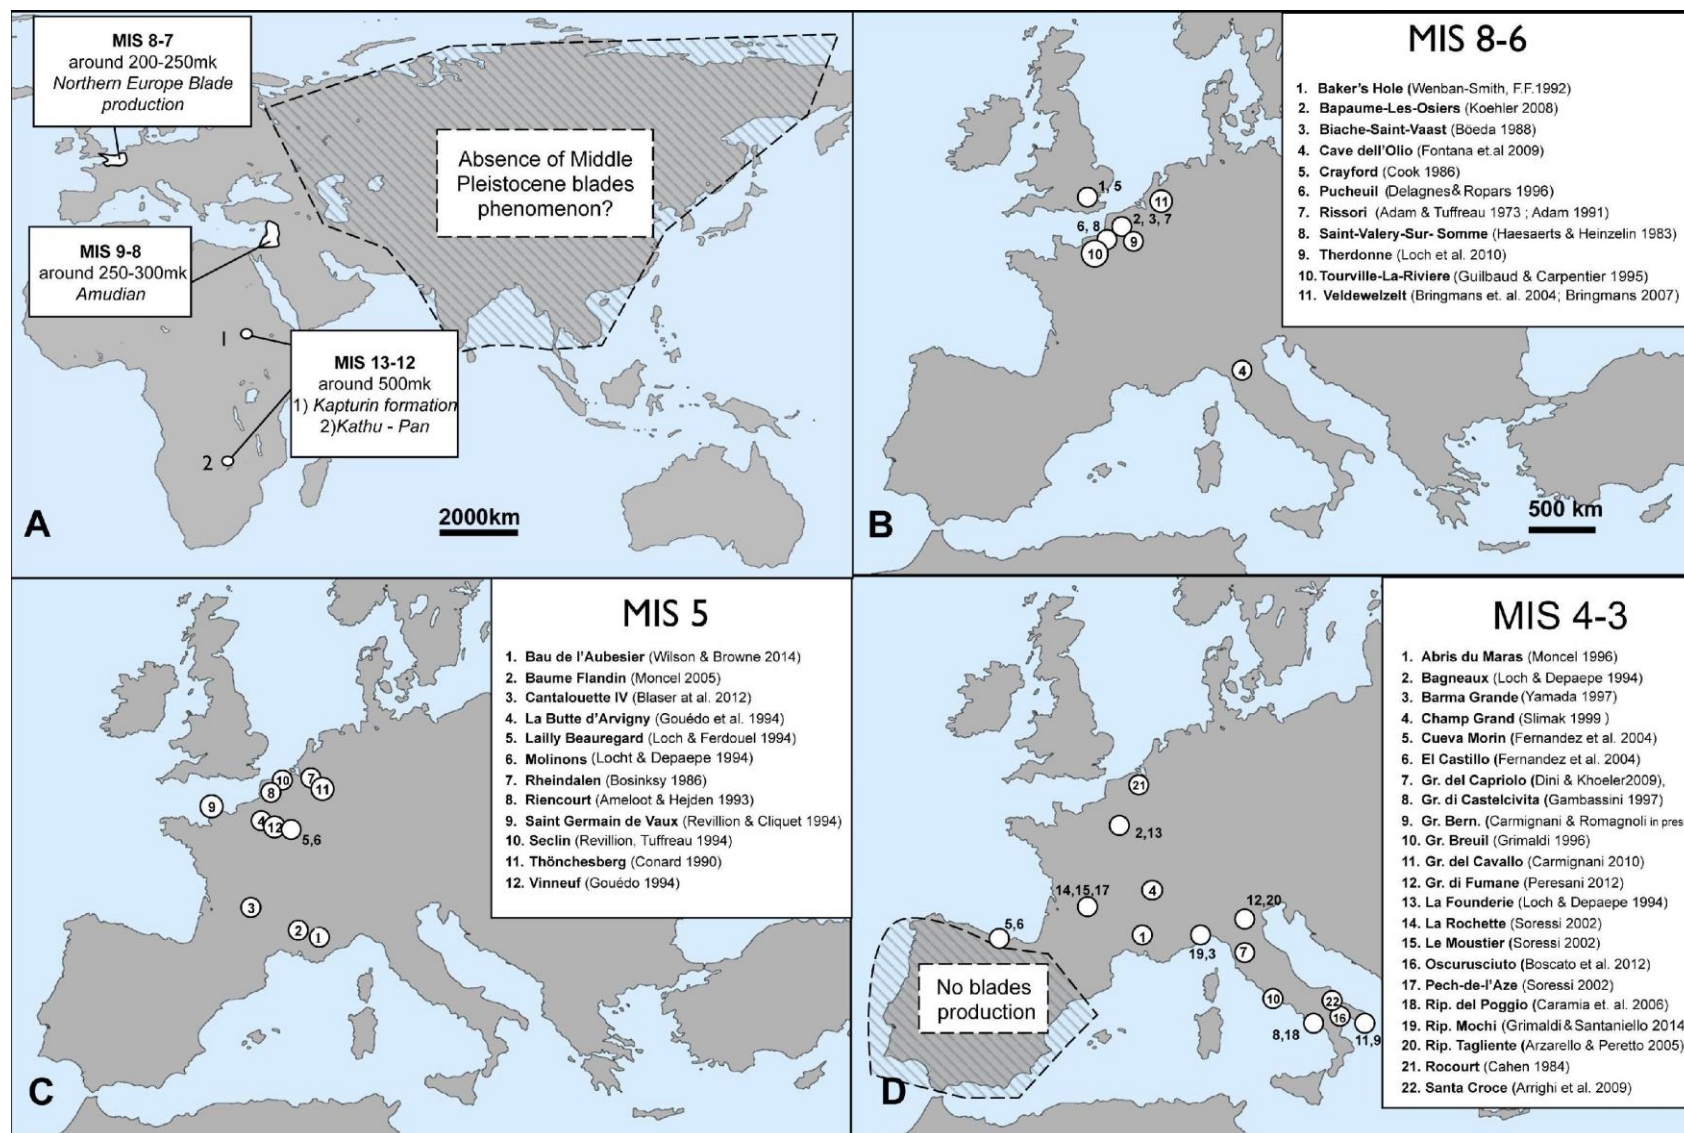 MIS 8-7
around 200-250mk
Northern Europe Blade
production
Absence of Middle
Pleistocene blades
phenomenon?
MIS 9-8
around 250-300mk
Amudian
1
MIS 13-12
around 500mk
1) Kapturin formation
2)Kathu - Pan
2
A
2000km
MIS 8-6
1. Baker's Hole (Wenban-Smith, F.F.1992)
2. Bapaume-Les-Osiers (Koehler 2008)
3. Biache-Saint-Vaast (Böeda 1988)
4. Cave dell'Olio (Fontana et.al 2009)
5. Crayford (Cook 1986)
6. Pucheuil (Delagnes& Ropars 1996)
7. Rissori (Adam & Tuffreau 1973 ; Adam 1991)
8. Saint-Valery-Sur- Somme (Haesaerts & Heinzelin 1983)
9. Therdonne (Loch et al. 2010)
10. Tourville-La-Riviere (Guilbaud & Carpentier 1995)
11. Veldewelzelt (Bringmans et. al. 2004; Bringmans 2007)
1, 5
11
2, 3, 7
6, 8
9
10
4
B
500 km
MIS 5
1. Bau de l'Aubesier (Wilson & Browne 2014)
2. Baume Flandin (Moncel 2005)
3. Cantalouette IV (Blaser at al. 2012)
4. La Butte d'Arvigny (Gouédo et al. 1994)
5. Lailly Beauregard (Loch & Ferdouel 1994)
6. Molinons (Locht & Depaepe 1994)
7. Rheindalen (Bosinksy 1986)
8. Riencourt (Ameloot & Hejden 1993)
9. Saint Germain de Vaux (Revillion & Cliquet 1994)
10. Seclin (Revillion, Tuffreau 1994)
11. Thönchesberg (Conard 1990)
12. Vinneuf (Gouédo 1994)
10
7
8
11
9
4
12
5,6
3
2
1
C
MIS 4-3
1. Abris du Maras (Moncel 1996)
2. Bagneaux (Loch & Depaepe 1994)
3. Barma Grande (Yamada 1997)
4. Champ Grand (Slimak 1999 )
5. Cueva Morin (Fernandez et al. 2004)
6. El Castillo (Fernandez et al. 2004)
7. Gr. del Capriolo (Dini & Khoeler2009),
8. Gr. di Castelcivita (Gambassini 1997)
9. Gr. Bern. (Carmignani & Romagnoli in pres
10. Gr. Breuil (Grimaldi 1996)
11. Gr. del Cavallo (Carmignani 2010)
12. Gr. di Fumane (Peresani 2012)
13. La Founderie (Loch & Depaepe 1994)
14. La Rochette (Soressi 2002)
15. Le Moustier (Soressi 2002)
16. Oscurusciuto (Boscato et al. 2012)
17. Pech-de-l'Aze (Soressi 2002)
18. Rip. del Poggio (Caramia et. al. 2006)
19. Rip. Mochi (Grimaldi & Santaniello 2014
20. Rip. Tagliente (Arzarello & Peretto 2005)
21. Rocourt (Cahen 1984)
22. Santa Croce (Arrighi et al. 2009)
21
2,13
4
14,15,17
12,20
5,6
1
19,3
7
No blades
production
10
22
16
8,18
11,9
D